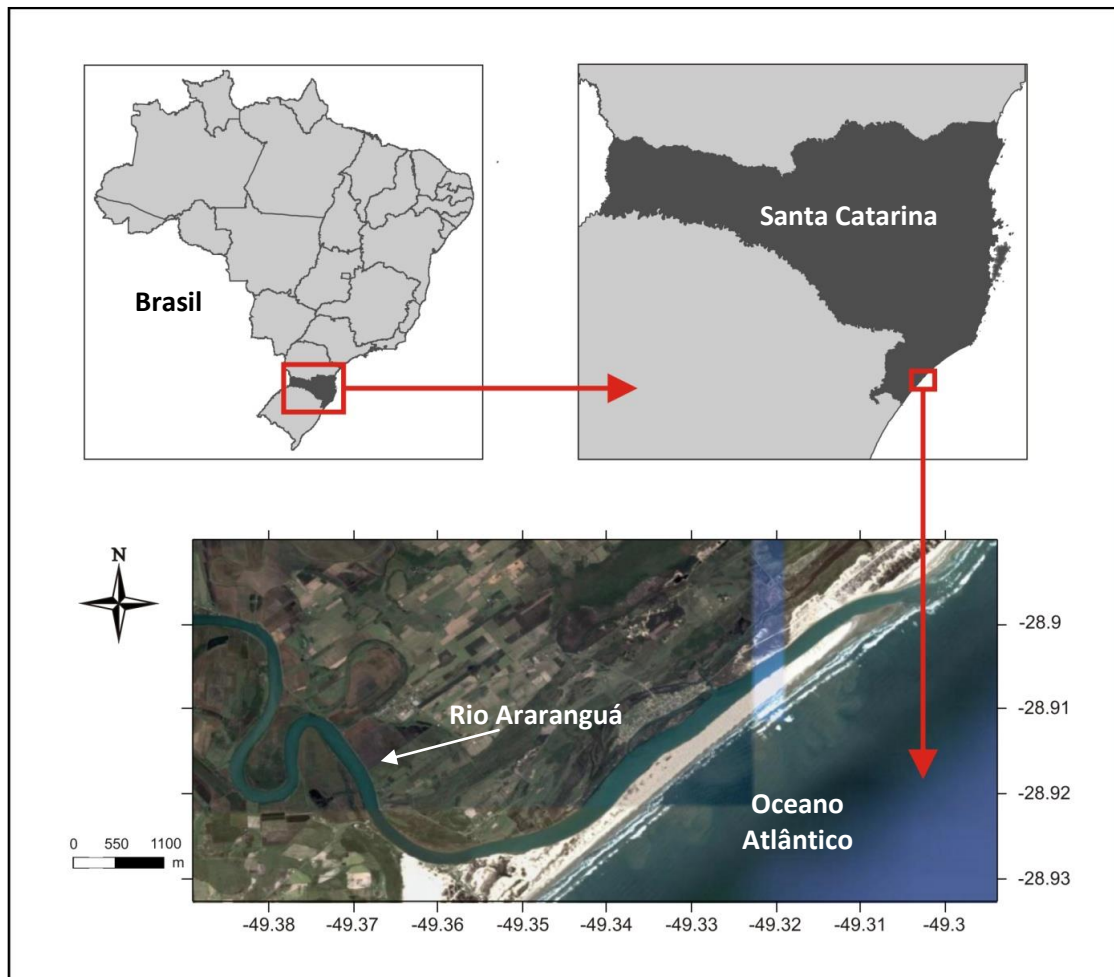 Brasil
Santa Catarina
N
Rio Araranguá
Oceano
Atlântico
0 550 1100
m
-28.9
-28.91
-28.92
-28.93
-49.38 -49.37 -49.36 -49.35 -49.34 -49.33 -49.32 -49.31 -49.3